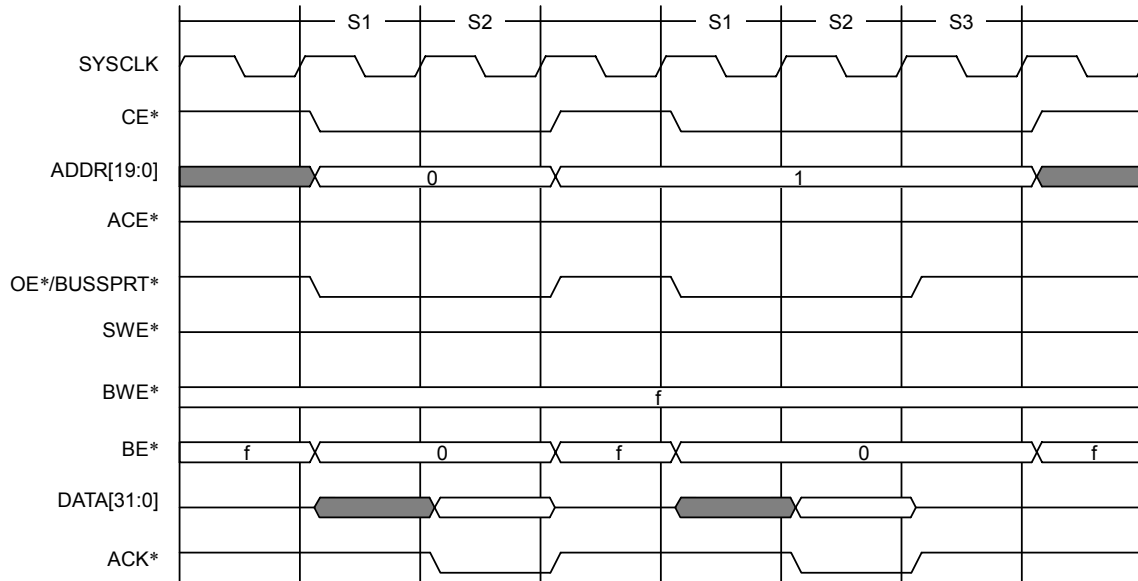 S1 S2 S1 S2 S3
SYSCLK
CE*
ADDR[19:0] 0 1
ACE*
OE*/BUSSPRT*
SWE*
BWE* f
BE* f 0 f 0 f
DATA[31:0]
ACK*